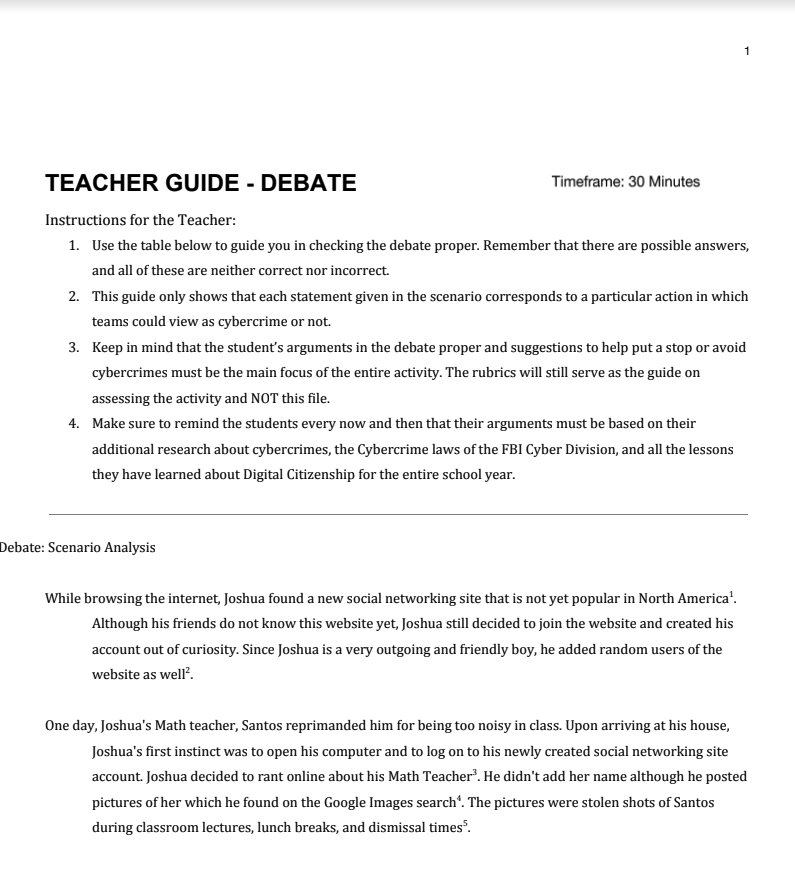 1
TEACHER GUIDE - DEBATE
Timeframe: 30 Minutes
Instructions for the Teacher:
1. Use the table below to guide you in checking the debate proper. Remember that there are possible answers,
and all of these are neither correct nor incorrect.
2. This guide only shows that each statement given in the scenario corresponds to a particular action in which
teams could view as cybercrime or not.
3. Keep in mind that the student's arguments in the debate proper and suggestions to help put a stop or avoid
cybercrimes must be the main focus of the entire activity. The rubrics will still serve as the guide on
assessing the activity and NOT this file.
4. Make sure to remind the students every now and then that their arguments must be based on their
additional research about cybercrimes, the Cybercrime laws of the FBI Cyber Division, and all the lessons
they have learned about Digital Citizenship for the entire school year.
Debate: Scenario Analysis
While browsing the internet, Joshua found a new social networking site that is not yet popular in North America¹.
Although his friends do not know this website yet, Joshua still decided to join the website and created his
account out of curiosity. Since Joshua is a very outgoing and friendly boy, he added random users of the
website as well².
One day, Joshua's Math teacher, Santos reprimanded him for being too noisy in class. Upon arriving at his house,
Joshua's first instinct was to open his computer and to log on to his newly created social networking site
account. Joshua decided to rant online about his Math Teacher³. He didn't add her name although he posted
pictures of her which he found on the Google Images search⁴. The pictures were stolen shots of Santos
during classroom lectures, lunch breaks, and dismissal times⁵.